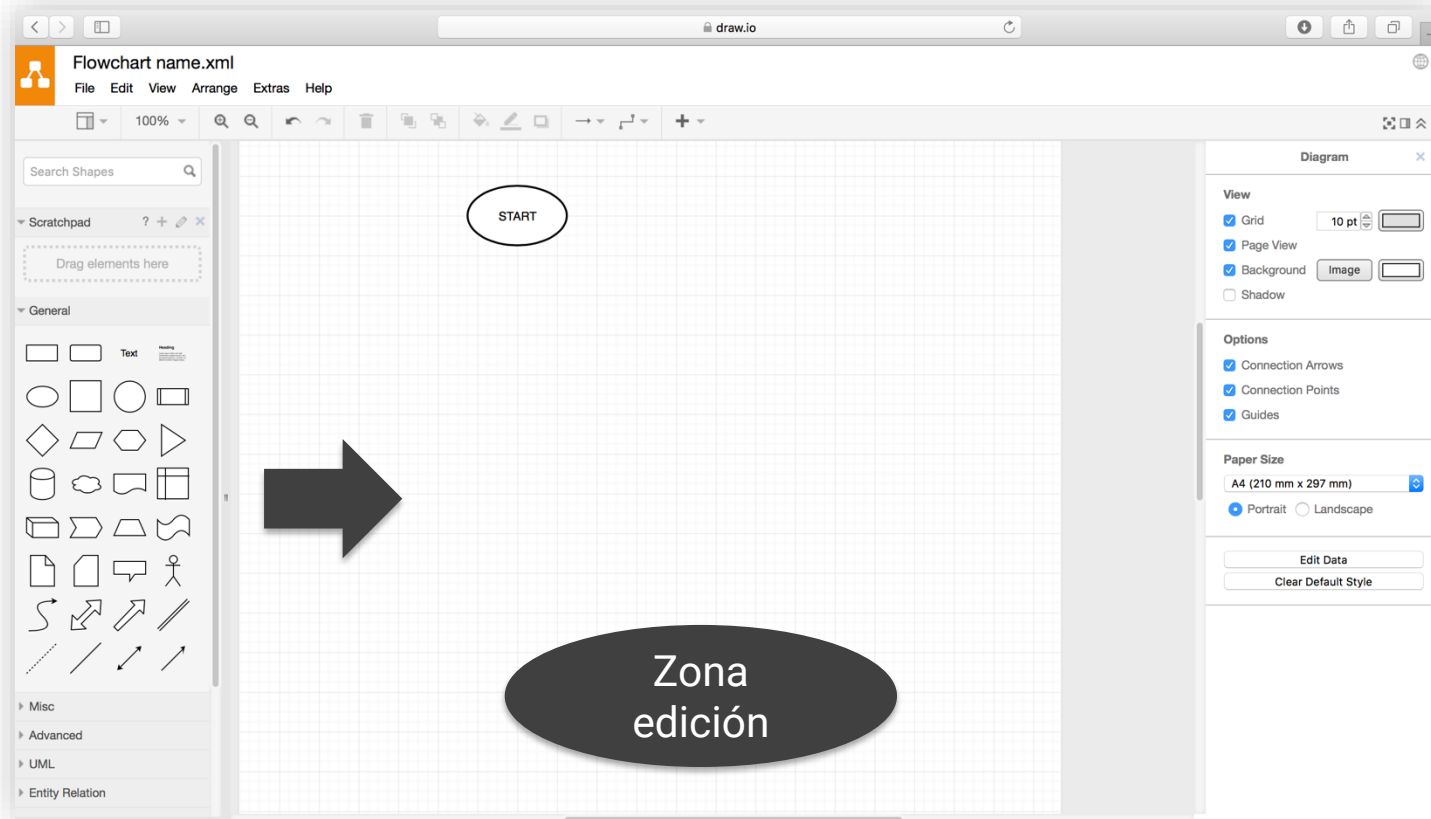 draw.io
Flowchart name.xml
File Edit View Arrange Extras Help
100%
Search Shapes
Scratchpad ?
Drag elements here
General
Text
Heading
Misc
Advanced
UML
Entity Relation
START
Zona
edición
Diagram
View
Grid 10 pt
Page View
Background Image
Shadow
Options
Connection Arrows
Connection Points
Guides
Paper Size
A4 (210 mm x 297 mm)
Portrait Landscape
Edit Data
Clear Default Style